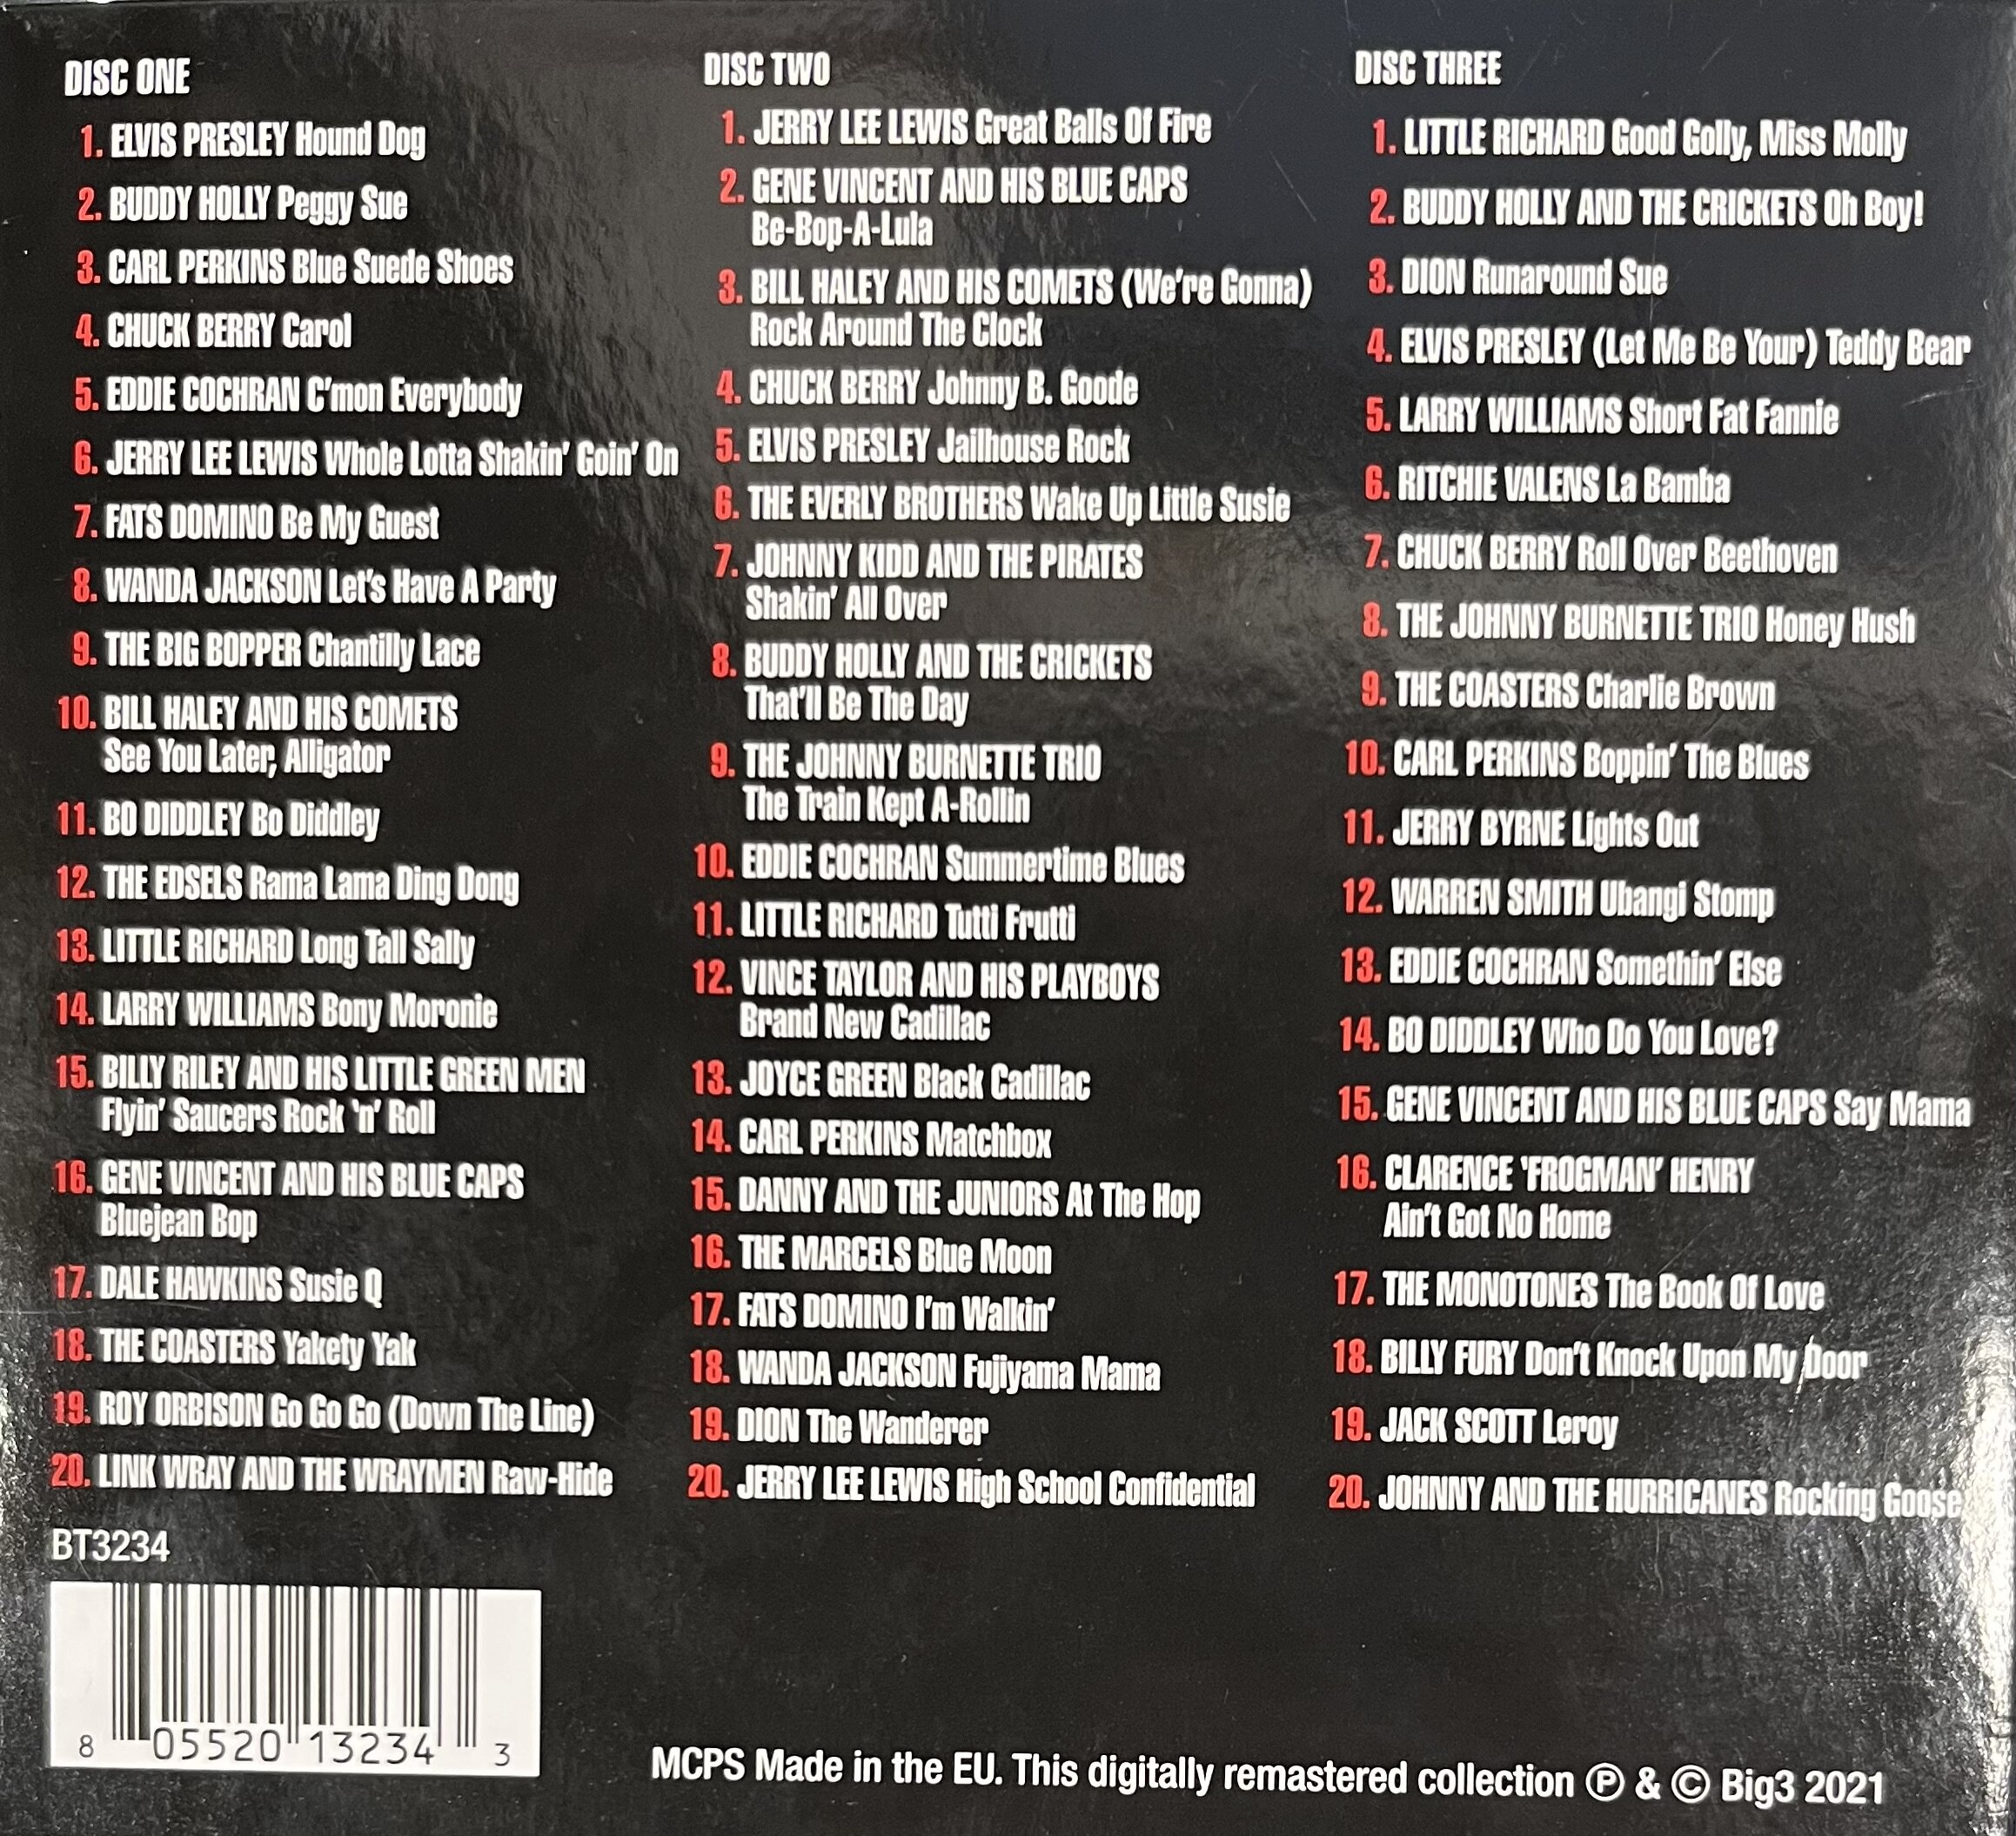 DISC ONE
1. ELVIS PRESLEY Hound Dog
2. BUDDY HOLLY Peggy Sue
3. CARL PERKINS Blue Suede Shoes
4. CHUCK BERRY Carol
5. EDDIE COCHRAN C'mon Everybody
6. JERRY LEE LEWIS Whole Lotta Shakin' Goin' On
7. FATS DOMINO Be My Guest
8. WANDA JACKSON Let's Have A Party
9. THE BIG BOPPER Chantilly Lace
10. BILL HALEY AND HIS COMETS
See You Later, Alligator
11. BO DIDDLEY Bo Diddley
12. THE EDSELS Rama Lama Ding Dong
13. LITTLE RICHARD Long Tall Sally
14. LARRY WILLIAMS Bony Moronie
15. BILLY RILEY AND HIS LITTLE GREEN MEN
Flyin' Saucers Rock 'n' Roll
16. GENE VINCENT AND HIS BLUE CAPS
Bluejean Bop
17. DALE HAWKINS Susie Q
18. THE COASTERS Yakety Yak
19. ROY ORBISON Go Go Go (Down The Line)
20. LINK WRAY AND THE WRAYMEN Raw-Hide
DISC TWO
1. JERRY LEE LEWIS Great Balls Of Fire
2. GENE VINCENT AND HIS BLUE CAPS
Be-Bop-A-Lula
3. BILL HALEY AND HIS COMETS (We're Gonna)
Rock Around The Clock
4. CHUCK BERRY Johnny B. Goode
5. ELVIS PRESLEY Jailhouse Rock
6. THE EVERLY BROTHERS Wake Up Little Susie
7. JOHNNY KIDD AND THE PIRATES
Shakin' All Over
8. BUDDY HOLLY AND THE CRICKETS
That'll Be The Day
9. THE JOHNNY BURNETTE TRIO
The Train Kept A-Rollin
10. EDDIE COCHRAN Summertime Blues
11. LITTLE RICHARD Tutti Frutti
12. VINCE TAYLOR AND HIS PLAYBOYS
Brand New Cadillac
13. JOYCE GREEN Black Cadillac
14. CARL PERKINS Matchbox
15. DANNY AND THE JUNIORS At The Hop
16. THE MARCELS Blue Moon
17. FATS DOMINO I'm Walkin'
18. WANDA JACKSON Fujiyama Mama
19. DION The Wanderer
20. JERRY LEE LEWIS High School Confidential
DISC THREE
1. LITTLE RICHARD Good Golly, Miss Molly
2. BUDDY HOLLY AND THE CRICKETS Oh Boy!
3. DION Runaround Sue
4. ELVIS PRESLEY (Let Me Be Your) Teddy Bear
5. LARRY WILLIAMS Short Fat Fannie
6. RITCHIE VALENS La Bamba
7. CHUCK BERRY Roll Over Beethoven
8. THE JOHNNY BURNETTE TRIO Honey Hush
9. THE COASTERS Charlie Brown
10. CARL PERKINS Boppin' The Blues
11. JERRY BYRNE Lights Out
12. WARREN SMITH Ubangi Stomp
13. EDDIE COCHRAN Somethin' Else
14. BO DIDDLEY Who Do You Love?
15. GENE VINCENT AND HIS BLUE CAPS Say Mama
16. CLARENCE 'FROGMAN' HENRY
Ain't Got No Home
17. THE MONOTONES The Book Of Love
18. BILLY FURY Don't Knock Upon My Door
19. JACK SCOTT Leroy
20. JOHNNY AND THE HURRICANES Rocking Goose
BT3234
8 05520 13234 3
MCPS Made in the EU. This digitally remastered collection ℗ & © Big3 2021